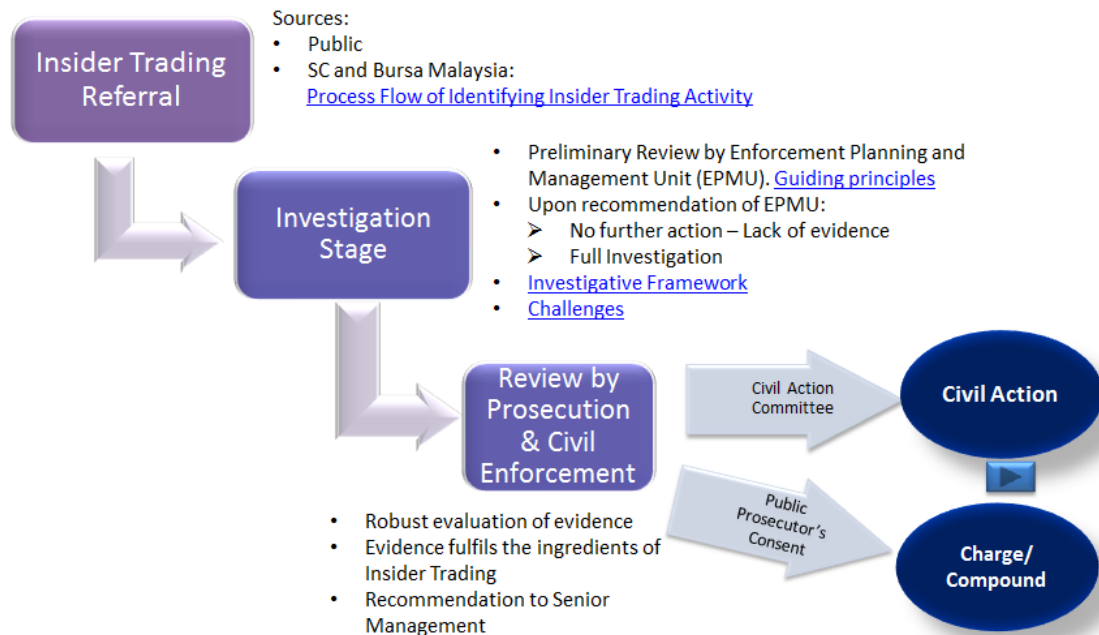 Sources:
• Public
• SC and Bursa Malaysia:
Process Flow of Identifying Insider Trading Activity
Insider Trading
Referral
• Preliminary Review by Enforcement Planning and
Management Unit (EPMU). Guiding principles
• Upon recommendation of EPMU:
➢ No further action – Lack of evidence
➢ Full Investigation
• Investigative Framework
• Challenges
Investigation
Stage
Review by
Prosecution
& Civil
Enforcement
Civil Action
Committee
Civil Action
Public
Prosecutor's
Consent
Charge/
Compound
• Robust evaluation of evidence
• Evidence fulfils the ingredients of
Insider Trading
• Recommendation to Senior
Management